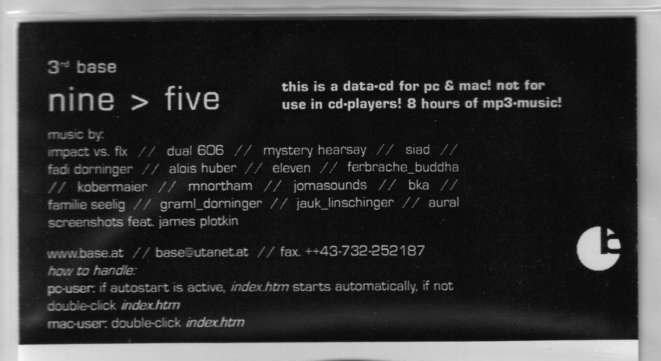 3rd base
nine > five
this is a data-cd for pc & mac! not for
use in cd-players! 8 hours of mp3-music!
music by:
impact vs. flx // dual 606 // mystery hearsay // siad //
fadi dorninger // alois huber // eleven // ferbrache_buddha
// kobermaier // mnortham // jomasounds // bka //
familie seelig // graml_dorninger // jauk_linschinger // aural
screenshots feat. james plotkin
www.base.at // base@utanet.at // fax. ++43-732-252187
how to handle:
pc-user: if autostart is active, index.htm starts automatically, if not
double-click index.htm
mac-user: double-click index.htm
b